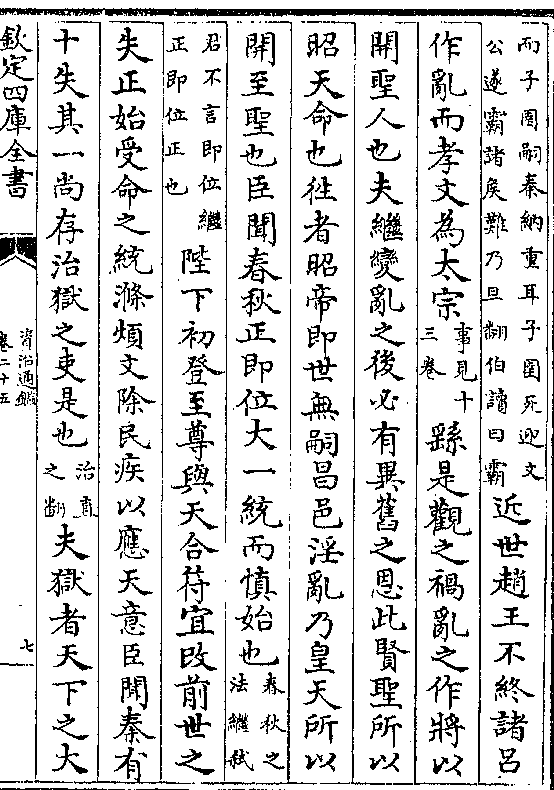 而子圉嗣秦納重耳子圉死迎文
公遂霸諸侯難乃旦翻伯讀曰霸
近世趙王不終諸呂
作亂而孝文為太宗
事見十
三卷
繇是觀之禍亂之作將以
開聖人也夫繼變亂之後必有異舊之恩此賢聖所以
昭天命也往者昭帝即世無嗣昌邑淫亂乃皇天所以
開至聖也臣聞春秋正即位大一統而慎始也
春秋之
法繼弑
君不言即位繼
正即位正也
陛下初登至尊與天合符宜改前世之
失正始受命之統滌煩文除民疾以應天意臣聞秦有
十失其一尚存治獄之吏是也
治直
之翻
夫獄者天下之大
欽定四庫全書
資治通鑑
卷二十五
七